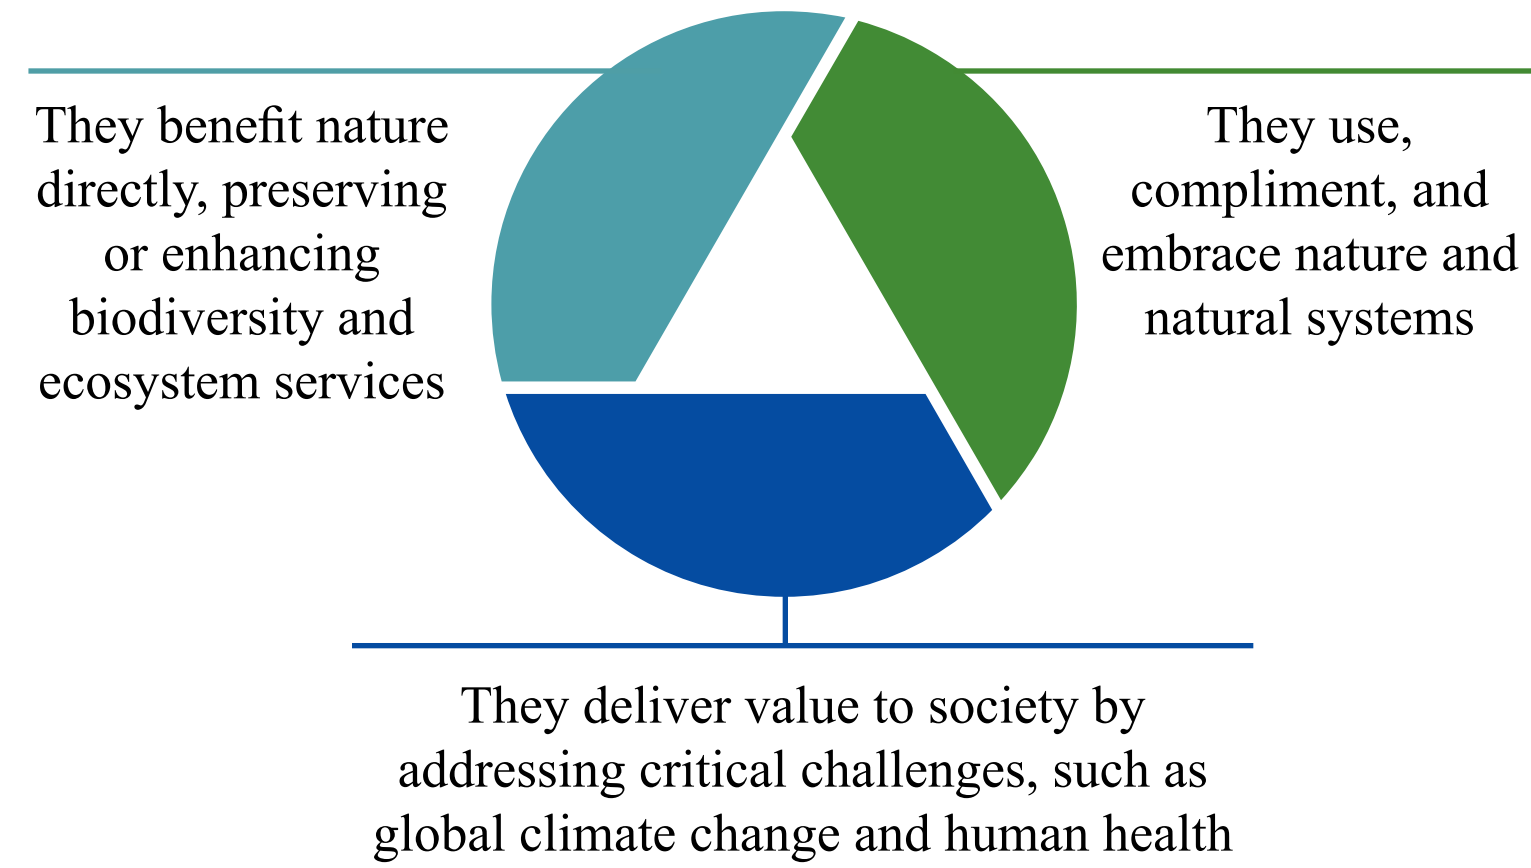 They benefit nature
directly, preserving
or enhancing
biodiversity and
ecosystem services
They use,
compliment, and
embrace nature and
natural systems
They deliver value to society by
addressing critical challenges, such as
global climate change and human health